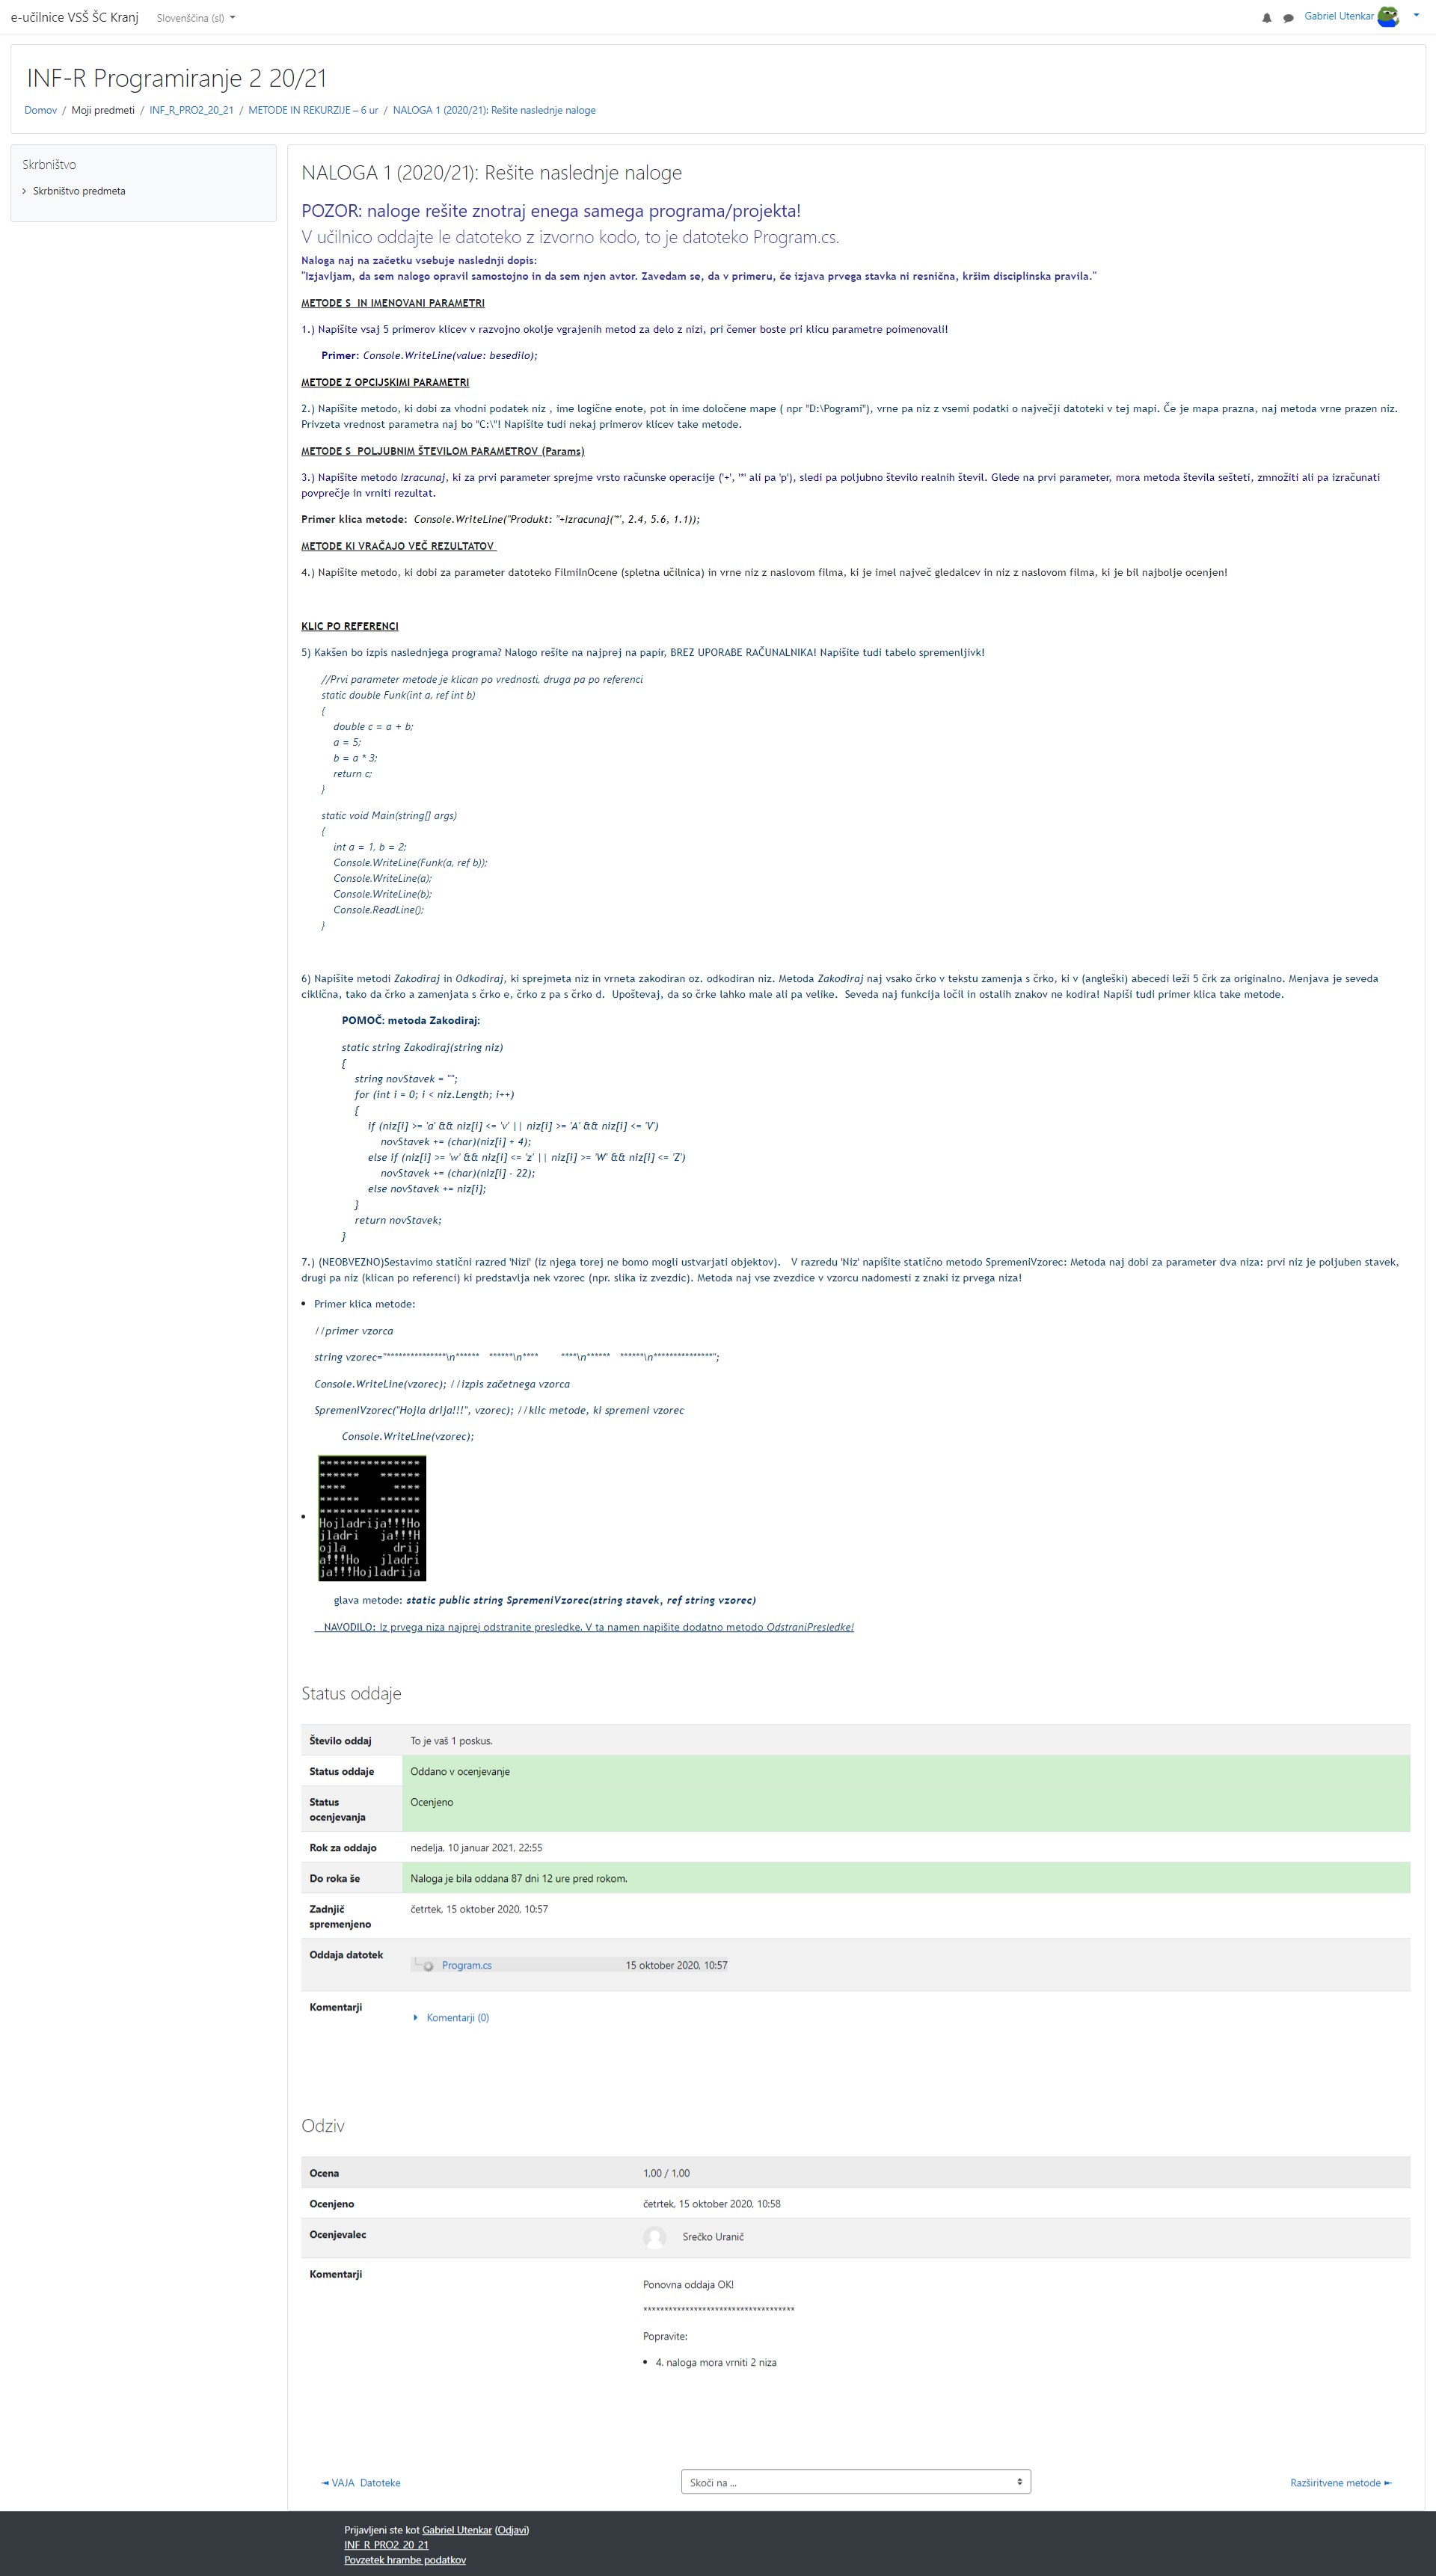 e-učilnice VSŠ ŠC Kranj
Slovenščina (sl)
Gabriel Utenkar
INF-R Programiranje 2 20/21
Domov / Moji predmeti / INF_R_PRO2_20_21 / METODE IN REKURZIJE – 6 ur / NALOGA 1 (2020/21): Rešite naslednje naloge
Skrbništvo
Skrbništvo predmeta
NALOGA 1 (2020/21): Rešite naslednje naloge
POZOR: naloge rešite znotraj enega samega programa/projekta!
V učilnico oddajte le datoteko z izvorno kodo, to je datoteko Program.cs.
Naloga naj na začetku vsebuje naslednji dopis:
"Izjavljam, da sem nalogo opravil samostojno in da sem njen avtor. Zavedam se, da v primeru, če izjava prvega stavka ni resnična, kršim disciplinska pravila."
METODE S IN IMENOVANI PARAMETRI
1.) Napišite vsaj 5 primerov klicev v razvojno okolje vgrajenih metod za delo z nizi, pri čemer boste pri klicu parametre poimenovali!
Primer: Console.WriteLine(value: besedilo);
METODE Z OPCIJSKIMI PARAMETRI
2.) Napišite metodo, ki dobi za vhodni podatek niz , ime logične enote, pot in ime določene mape ( npr "D:\Pogrami"), vrne pa niz z vsemi podatki o največji datoteki v tej mapi. Če je mapa prazna, naj metoda vrne prazen niz.
Privzeta vrednost parametra naj bo "C:\"! Napišite tudi nekaj primerov klicev take metode.
METODE S POLJUBNIM ŠTEVILOM PARAMETROV (Params)
3.) Napišite metodo Izracunaj, ki za prvi parameter sprejme vrsto računske operacije ('+', '*' ali pa 'p'), sledi pa poljubno število realnih števil. Glede na prvi parameter, mora metoda števila sešteti, zmnožiti ali pa izračunati
povprečje in vrniti rezultat.
Primer klica metode: Console.WriteLine("Produkt: "+Izracunaj('*', 2.4, 5.6, 1.1));
METODE KI VRAČAJO VEČ REZULTATOV
4.) Napišite metodo, ki dobi za parameter datoteko FilmiInOcene (spletna učilnica) in vrne niz z naslovom filma, ki je imel največ gledalcev in niz z naslovom filma, ki je bil najbolje ocenjen!
KLIC PO REFERENCI
5) Kakšen bo izpis naslednjega programa? Nalogo rešite na najprej na papir, BREZ UPORABE RAČUNALNIKA! Napišite tudi tabelo spremenljivk!
//Prvi parameter metode je klican po vrednosti, druga pa po referenci
static double Funk(int a, ref int b)
{
double c = a + b;
a = 5;
b = a * 3;
return c;
}
static void Main(string[] args)
{
int a = 1, b = 2;
Console.WriteLine(Funk(a, ref b));
Console.WriteLine(a);
Console.WriteLine(b);
Console.ReadLine();
}
6) Napišite metodi Zakodiraj in Odkodiraj, ki sprejmeta niz in vrneta zakodiran oz. odkodiran niz. Metoda Zakodiraj naj vsako črko v tekstu zamenja s črko, ki v (angleški) abecedi leži 5 črk za originalno. Menjava je seveda
ciklična, tako da črko a zamenjata s črko e, črko z pa s črko d. Upoštevaj, da so črke lahko male ali pa velike. Seveda naj funkcija ločil in ostalih znakov ne kodira! Napiši tudi primer klica take metode.
POMOČ: metoda Zakodiraj:
static string Zakodiraj(string niz)
{
string novStavek = "";
for (int i = 0; i < niz.Length; i++)
{
if (niz[i] >= 'a' && niz[i] <= 'v' || niz[i] >= 'A' && niz[i] <= 'V')
novStavek += (char)(niz[i] + 4);
else if (niz[i] >= 'w' && niz[i] <= 'z' || niz[i] >= 'W' && niz[i] <= 'Z')
novStavek += (char)(niz[i] - 22);
else novStavek += niz[i];
}
return novStavek;
}
7.) (NEOBVEZNO)Sestavimo statični razred 'Nizi' (iz njega torej ne bomo mogli ustvarjati objektov). V razredu 'Niz' napišite statično metodo SpremeniVzorec: Metoda naj dobi za parameter dva niza: prvi niz je poljuben stavek,
drugi pa niz (klican po referenci) ki predstavlja nek vzorec (npr. slika iz zvezdic). Metoda naj vse zvezdice v vzorcu nadomesti z znaki iz prvega niza!
Primer klica metode:
//primer vzorca
string vzorec="***************\n****** ******\n**** ****\n****** ******\n***************";
Console.WriteLine(vzorec); //izpis začetnega vzorca
SpremeniVzorec("Hojla drija!!!", vzorec); //klic metode, ki spremeni vzorec
Console.WriteLine(vzorec);
***************
****** ******
**** ****
****** ******
***************
Hojladrija!!!Ho
jladri ja!!!H
ojla drij
a!!!Ho jladri
ja!!!Hojladrija
glava metode: static public string SpremeniVzorec(string stavek, ref string vzorec)
NAVODILO: Iz prvega niza najprej odstranite presledke. V ta namen napišite dodatno metodo OdstraniPresledke!
Status oddaje
Število oddaj To je vaš 1 poskus.
Status oddaje Oddano v ocenjevanje
Status ocenjevanja Ocenjeno
Rok za oddajo nedelja, 10 januar 2021, 22:55
Do roka še Naloga je bila oddana 87 dni 12 ure pred rokom.
Zadnjič spremenjeno četrtek, 15 oktober 2020, 10:57
Oddaja datotek Program.cs 15 oktober 2020, 10:57
Komentarji Komentarji (0)
Odziv
Ocena 1,00 / 1,00
Ocenjeno četrtek, 15 oktober 2020, 10:58
Ocenjevalec Srečko Uranič
Komentarji
Ponovna oddaja OK!
************************************
Popravite:
4. naloga mora vrniti 2 niza
◄ VAJA Datoteke
Skoči na ...
Razširitvene metode ►
Prijavljeni ste kot Gabriel Utenkar (Odjavi)
INF_R_PRO2_20_21
Povzetek hrambe podatkov